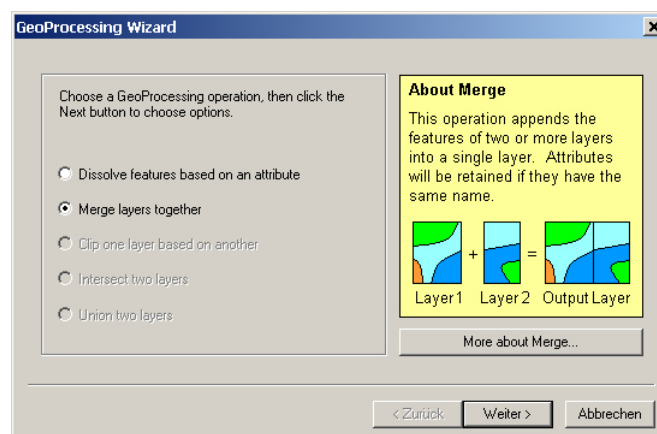 GeoProcessing Wizard
Choose a GeoProcessing operation, then click the
Next button to choose options.
Dissolve features based on an attribute
Merge layers together
Clip one layer based on another
Intersect two layers
Union two layers
About Merge
This operation appends the
features of two or more layers
into a single layer. Attributes
will be retained if they have the
same name.
+ =
Layer1 Layer 2 Output Layer
More about Merge...
< Zurück Weiter > Abbrechen